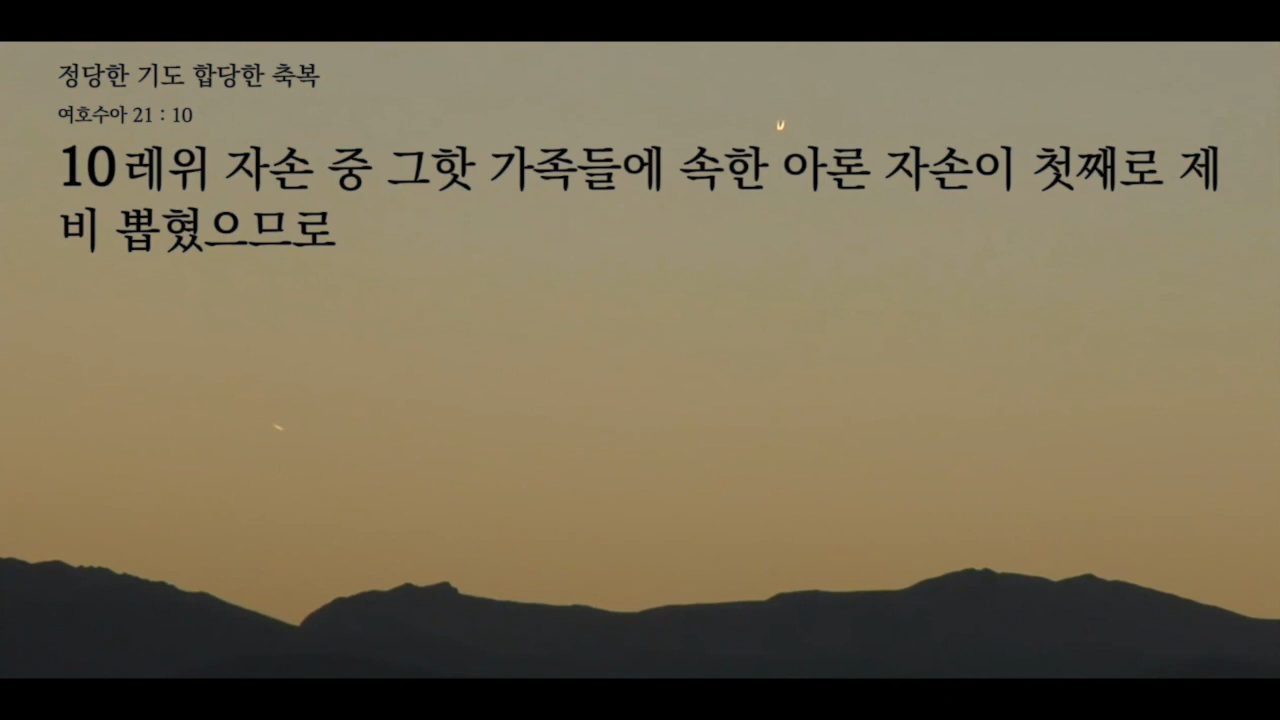 정당한 기도 합당한 축복
여호수아 21 : 10
10 레위 자손 중 그핫 가족들에 속한 아론 자손이 첫째로 제
비 뽑혔으므로